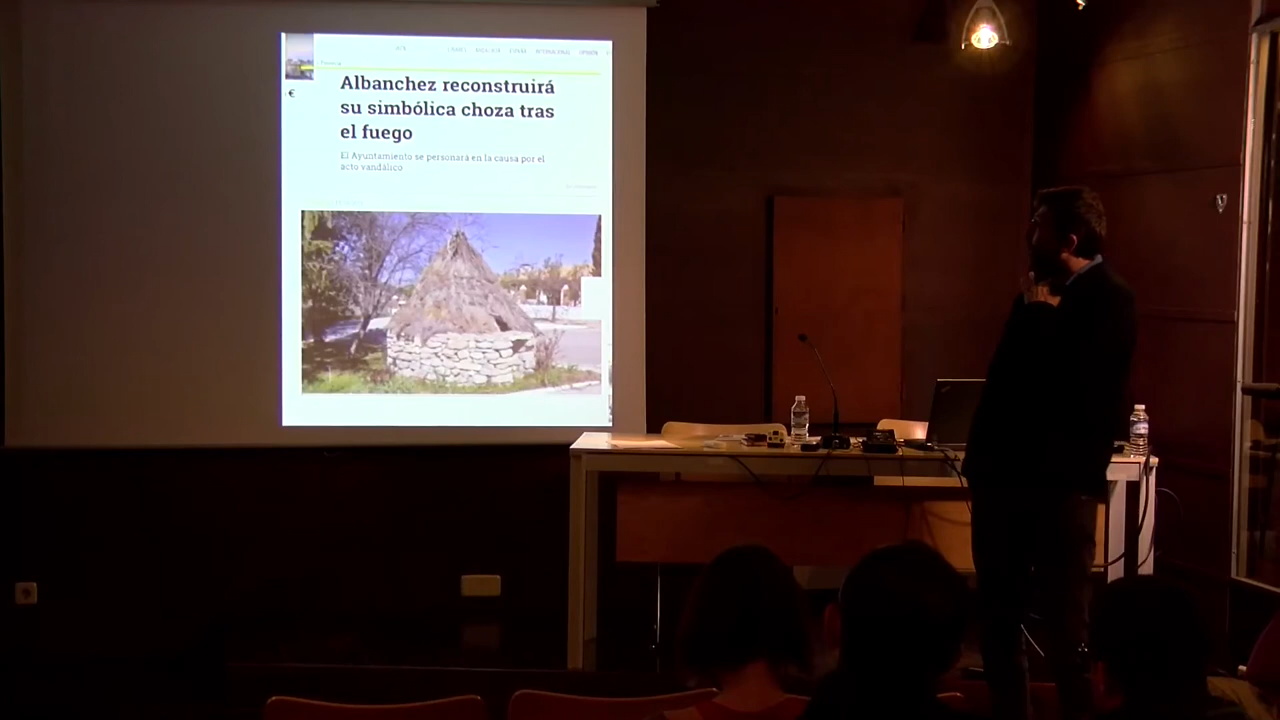 €
Albanchez reconstruirá
su simbólica choza tras
el fuego
El Ayuntamiento se personará en la causa por el
acto vandálico